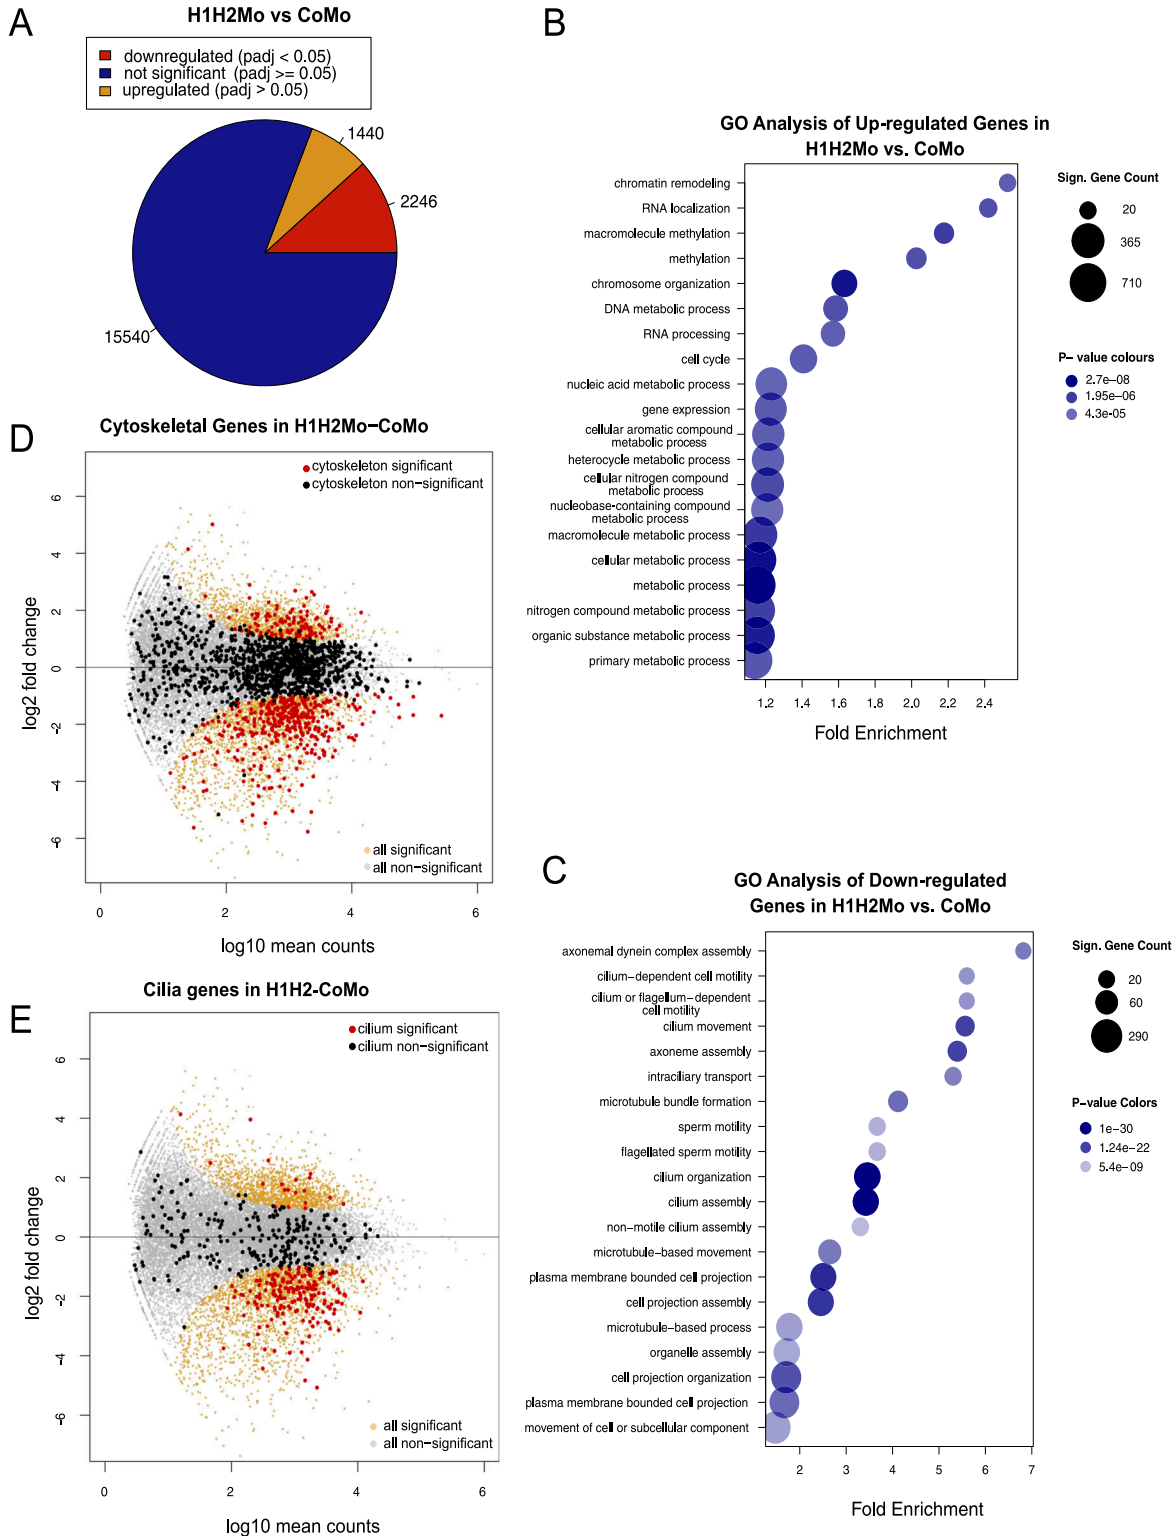 A
H1H2Mo vs CoMo
downregulated (padj < 0.05)
not significant (padj >= 0.05)
upregulated (padj > 0.05)
1440
2246
15540
B
GO Analysis of Up-regulated Genes in
H1H2Mo vs. CoMo
chromatin remodeling
RNA localization
macromolecule methylation
methylation
chromosome organization
DNA metabolic process
RNA processing
cell cycle
nucleic acid metabolic process
gene expression
cellular aromatic compound
metabolic process
heterocycle metabolic process
cellular nitrogen compound
metabolic process
nucleobase-containing compound
metabolic process
macromolecule metabolic process
cellular metabolic process
metabolic process
nitrogen compound metabolic process
organic substance metabolic process
primary metabolic process
1.2 1.4 1.6 1.8 2.0 2.2 2.4
Fold Enrichment
Sign. Gene Count
20
365
710
P- value colours
2.7e-08
1.95e-06
4.3e-05
D
Cytoskeletal Genes in H1H2Mo-CoMo
cytoskeleton significant
cytoskeleton non-significant
all significant
all non-significant
6
4
2
0
-2
-4
-6
log2 fold change
0 2 4 6
log10 mean counts
C
GO Analysis of Down-regulated
Genes in H1H2Mo vs. CoMo
axonemal dynein complex assembly
cilium-dependent cell motility
cilium or flagellum-dependent
cell motility
cilium movement
axoneme assembly
intraciliary transport
microtubule bundle formation
sperm motility
flagellated sperm motility
cilium organization
cilium assembly
non-motile cilium assembly
microtubule-based movement
plasma membrane bounded cell projection
cell projection assembly
microtubule-based process
organelle assembly
cell projection organization
plasma membrane bounded cell projection
movement of cell or subcellular component
2 3 4 5 6 7
Fold Enrichment
Sign. Gene Count
20
60
290
P-value Colors
1e-30
1.24e-22
5.4e-09
E
Cilia genes in H1H2-CoMo
cilium significant
cilium non-significant
all significant
all non-significant
6
4
2
0
-2
-4
-6
log2 fold change
0 2 4 6
log10 mean counts